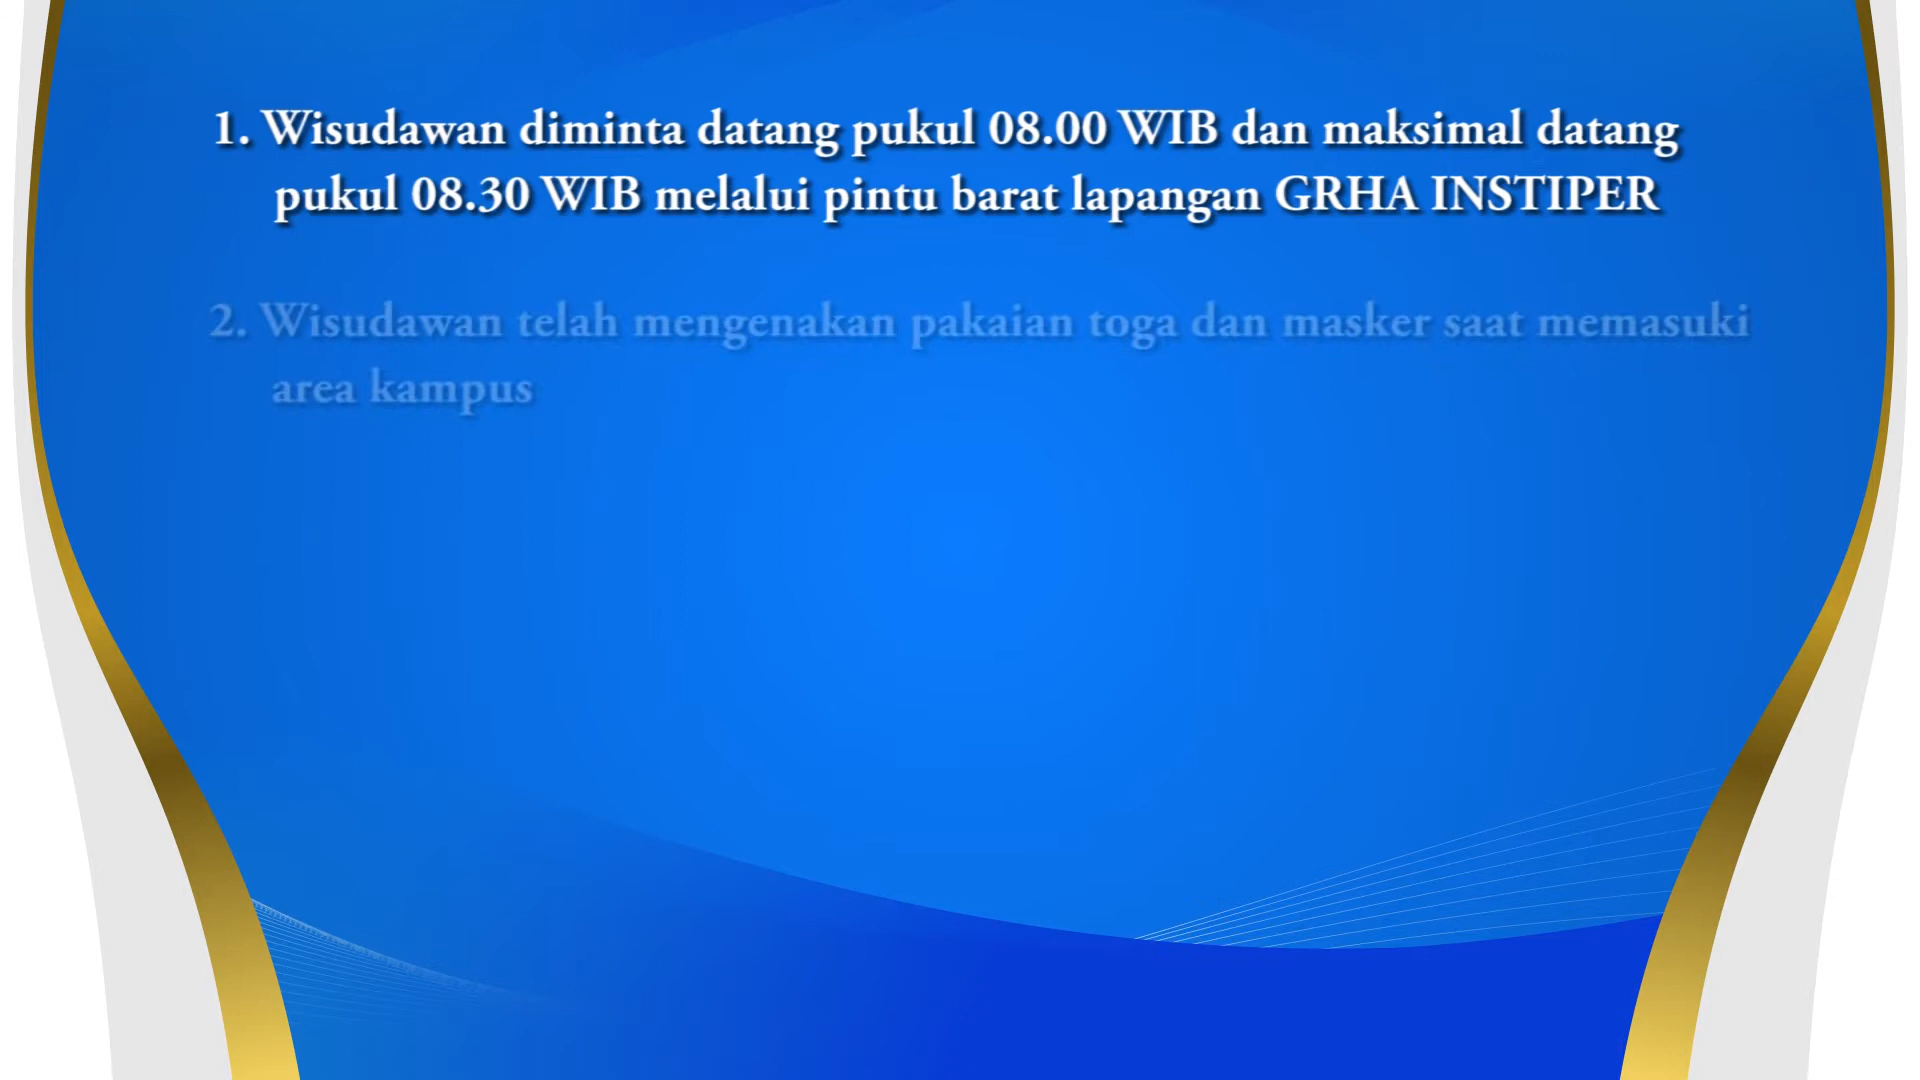 1. Wisudawan diminta datang pukul 08.00 WIB dan maksimal datang
pukul 08.30 WIB melalui pintu barat lapangan GRHA INSTIPER
2. Wisudawan telah mengenakan pakaian toga dan masker saat memasuki
area kampus